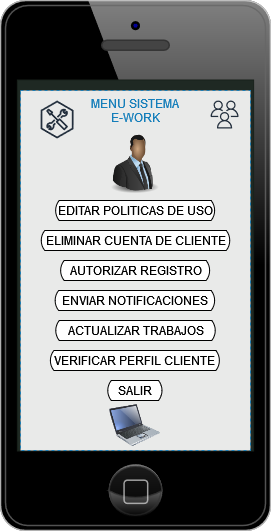 MENU SISTEMA
E-WORK
EDITAR POLITICAS DE USO
ELIMINAR CUENTA DE CLIENTE
AUTORIZAR REGISTRO
ENVIAR NOTIFICACIONES
ACTUALIZAR TRABAJOS
VERIFICAR PERFIL CLIENTE
SALIR